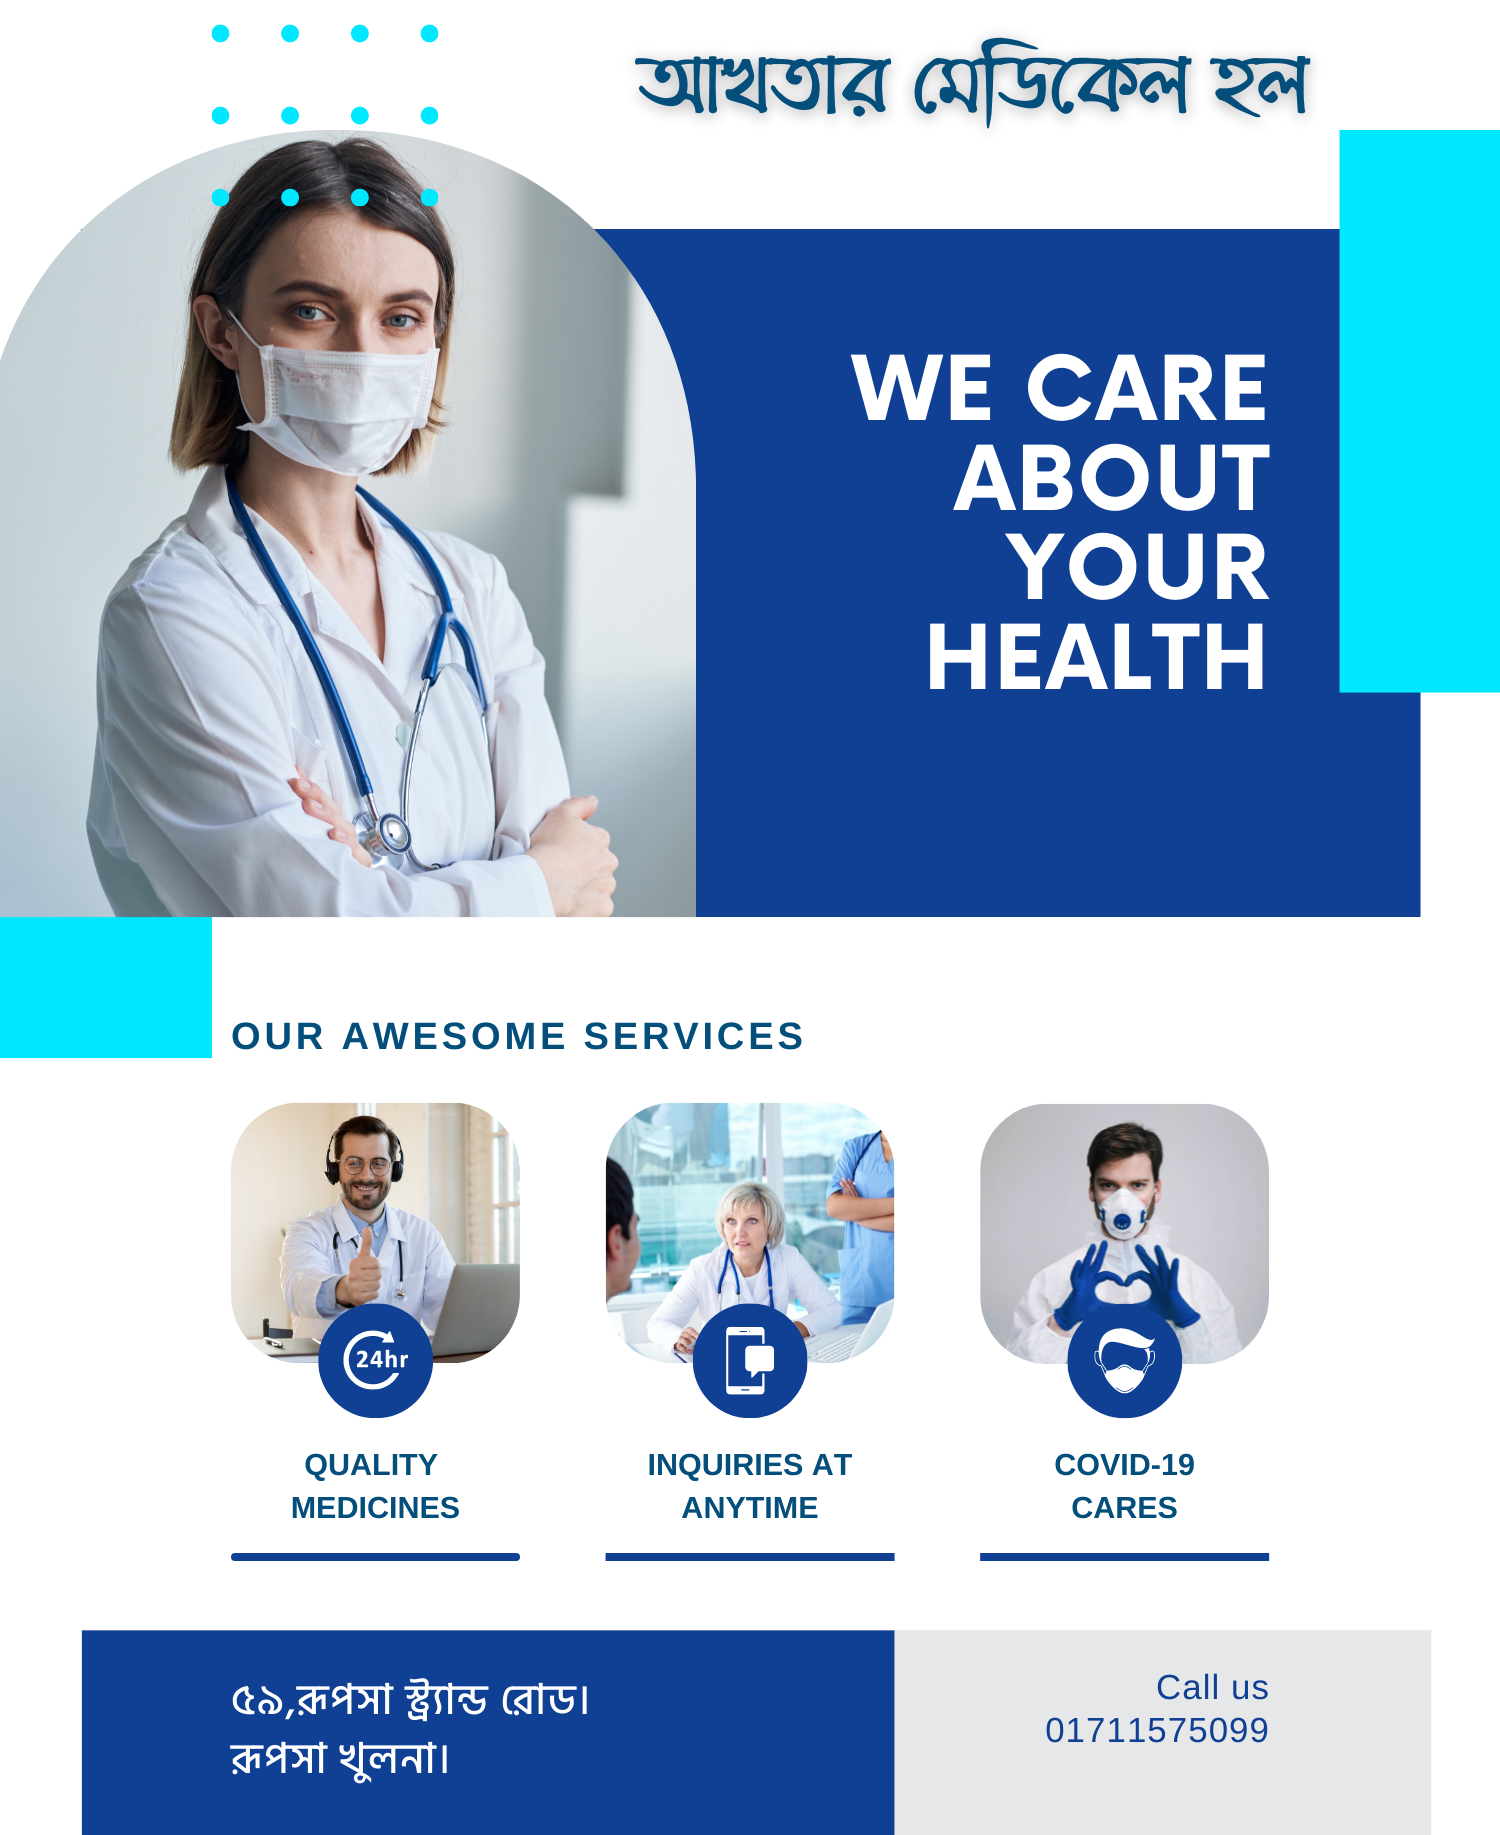 আখতার মেডিকেল হল
WE CARE
ABOUT
YOUR
HEALTH
OUR AWESOME SERVICES
24hr
QUALITY
MEDICINES
INQUIRIES AT
ANYTIME
COVID-19
CARES
৫৯,রূপসা স্ট্র্যান্ড রোড।
রূপসা খুলনা।
Call us
01711575099